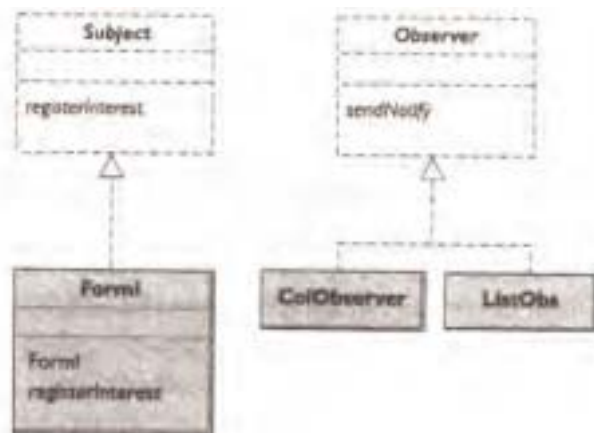 Subject
registerInterest
Observer
sendNotify
Form1
Form1
registerInterest
ColObserver
ListObs